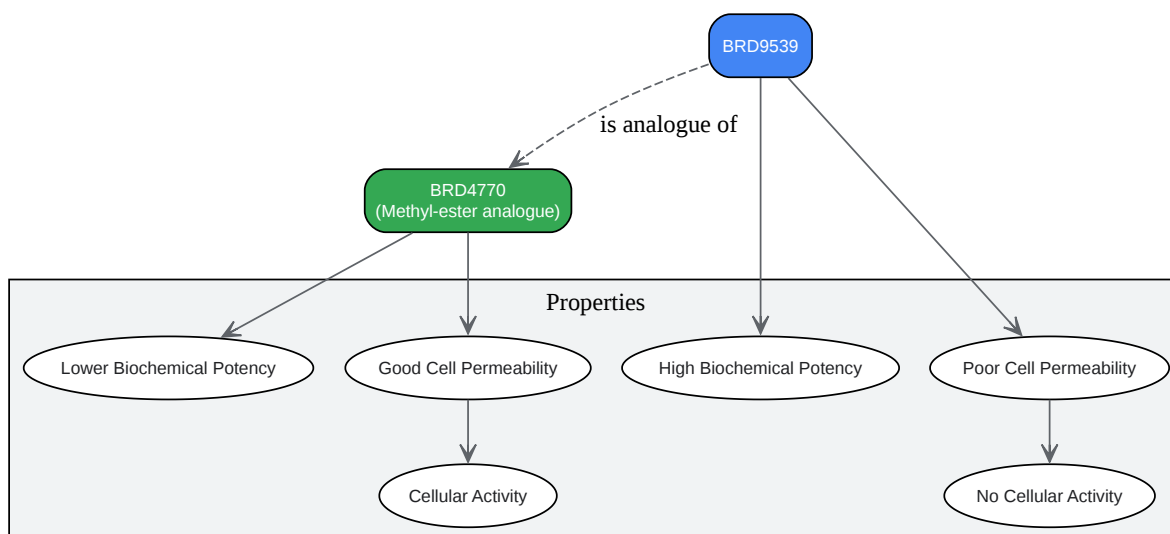 BRD9539
is analogue of
BRD4770
(Methyl-ester analogue)
Properties
Lower Biochemical Potency
Good Cell Permeability
High Biochemical Potency
Poor Cell Permeability
Cellular Activity
No Cellular Activity